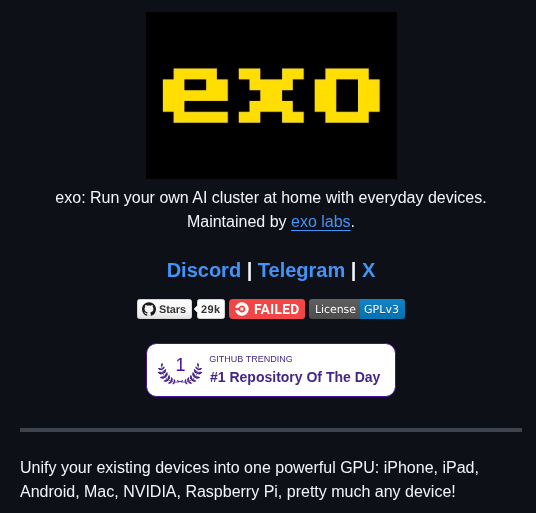 exo
exo: Run your own AI cluster at home with everyday devices.
Maintained by exo labs.
Discord | Telegram | X
Stars 29k FAILED License GPLv3
1 GITHUB TRENDING
#1 Repository Of The Day
Unify your existing devices into one powerful GPU: iPhone, iPad,
Android, Mac, NVIDIA, Raspberry Pi, pretty much any device!